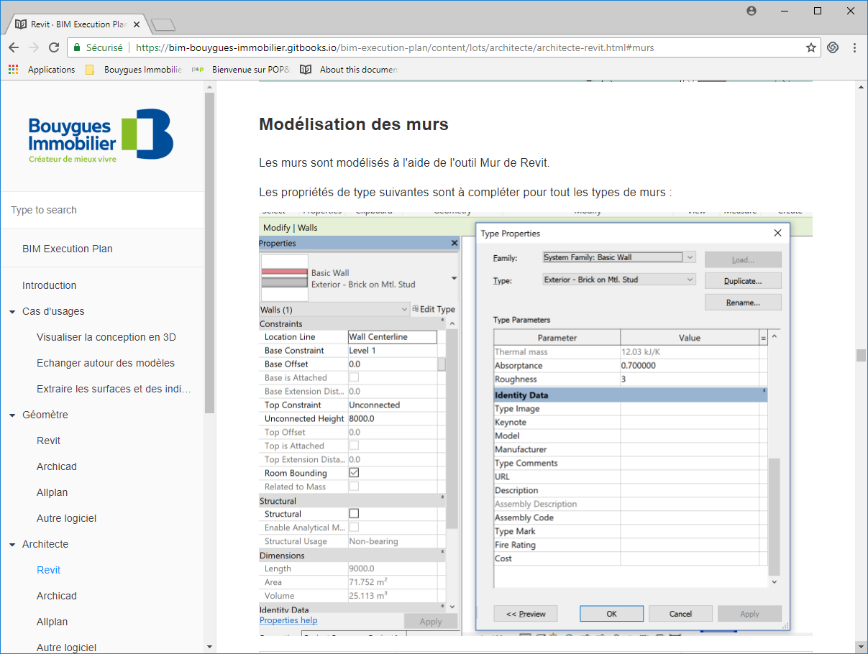 Revit · BIM Execution Plan
Sécurisé
https://bim-bouygues-immobilier.gitbooks.io/bim-execution-plan/content/lots/architecte/architecte-revit.html#murs
Applications
Bouygues Immobilie
Bienvenue sur POP&
About this documen
Bouygues
Immobilier
Créateur de mieux vivre
Type to search
BIM Execution Plan
Introduction
Cas d'usages
Visualiser la conception en 3D
Echanger autour des modèles
Extraire les surfaces et des indi…
Géomètre
Revit
Archicad
Allplan
Autre logiciel
Architecte
Revit
Archicad
Allplan
Autre logiciel
Modélisation des murs
Les murs sont modélisés à l'aide de l'outil Mur de Revit.
Les propriétés de type suivantes sont à compléter pour tout les types de murs :
Select Properties Clipboard Geometry Modify View Measure Create
Modify | Walls
Properties
Basic Wall
Exterior - Brick on Mtl. Stud
Walls (1)
Edit Type
Constraints
Location Line Wall Centerline
Base Constraint Level 1
Base Offset 0.0
Base is Attached
Base Extension Dist... 0.0
Top Constraint Unconnected
Unconnected Height 8000.0
Top Offset 0.0
Top is Attached
Top Extension Dista... 0.0
Room Bounding
Related to Mass
Structural
Structural
Enable Analytical M...
Structural Usage Non-bearing
Dimensions
Length 9000.0
Area 71.752 m²
Volume 25.113 m³
Identity Data
Properties help
Apply
Type Properties
Family: System Family: Basic Wall Load...
Type: Exterior - Brick on Mtl. Stud Duplicate...
Rename...
Type Parameters
Parameter Value =
Thermal mass 12.03 kJ/K
Absorptance 0.700000
Roughness 3
Identity Data
Type Image
Keynote
Model
Manufacturer
Type Comments
URL
Description
Assembly Description
Assembly Code
Type Mark
Fire Rating
Cost
<< Preview OK Cancel Apply